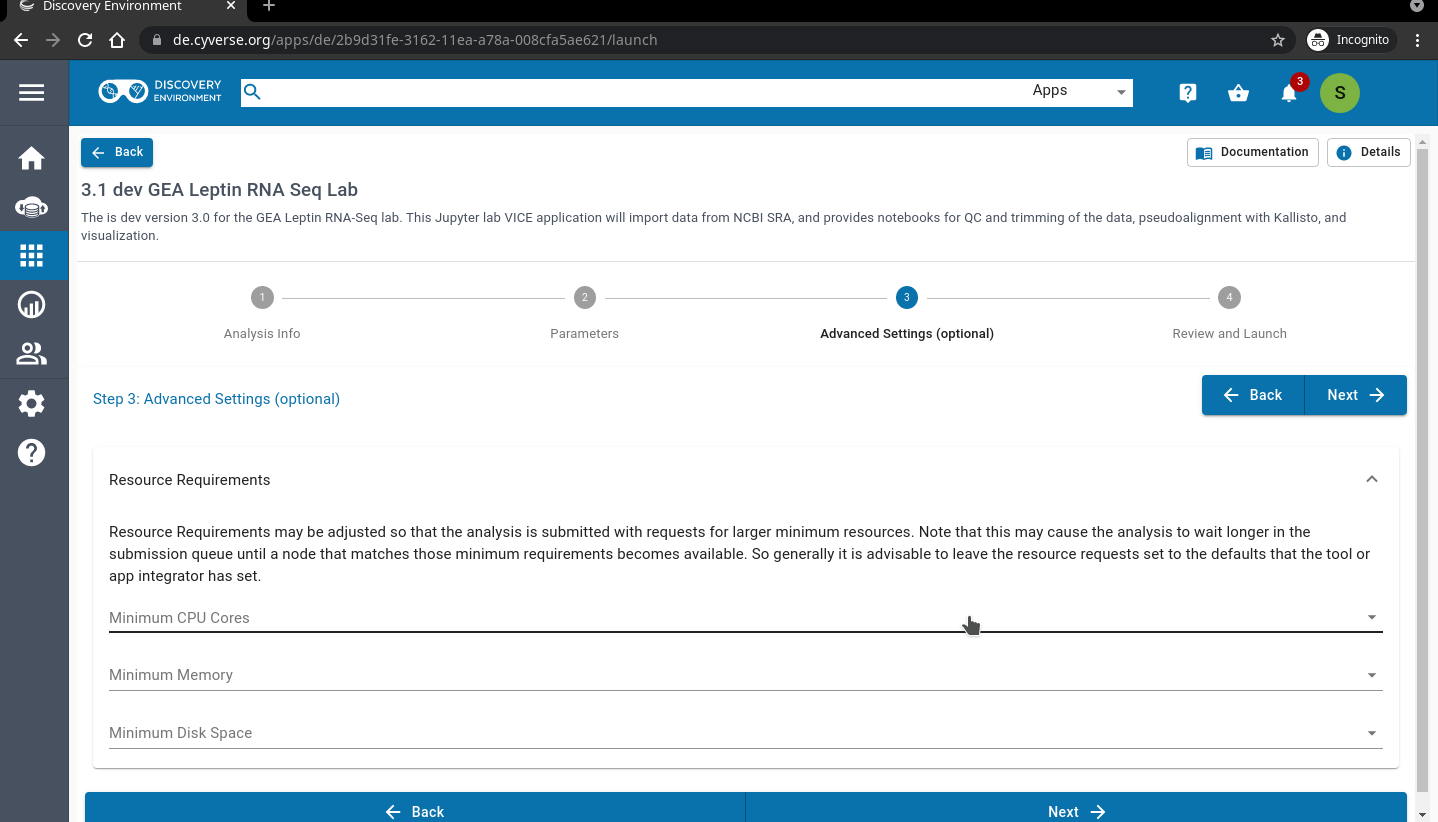 Discovery Environment
de.cyverse.org/apps/de/2b9d31fe-3162-11ea-a78a-008cfa5ae621/launch
Incognito
DISCOVERY
ENVIRONMENT
Apps
3
S
Back
Documentation
Details
3.1 dev GEA Leptin RNA Seq Lab
The is dev version 3.0 for the GEA Leptin RNA-Seq lab. This Jupyter lab VICE application will import data from NCBI SRA, and provides notebooks for QC and trimming of the data, pseudoalignment with Kallisto, and
visualization.
1
2
3
4
Analysis Info
Parameters
Advanced Settings (optional)
Review and Launch
Step 3: Advanced Settings (optional)
Back
Next
Resource Requirements
Resource Requirements may be adjusted so that the analysis is submitted with requests for larger minimum resources. Note that this may cause the analysis to wait longer in the
submission queue until a node that matches those minimum requirements becomes available. So generally it is advisable to leave the resource requests set to the defaults that the tool or
app integrator has set.
Minimum CPU Cores
Minimum Memory
Minimum Disk Space
Back
Next